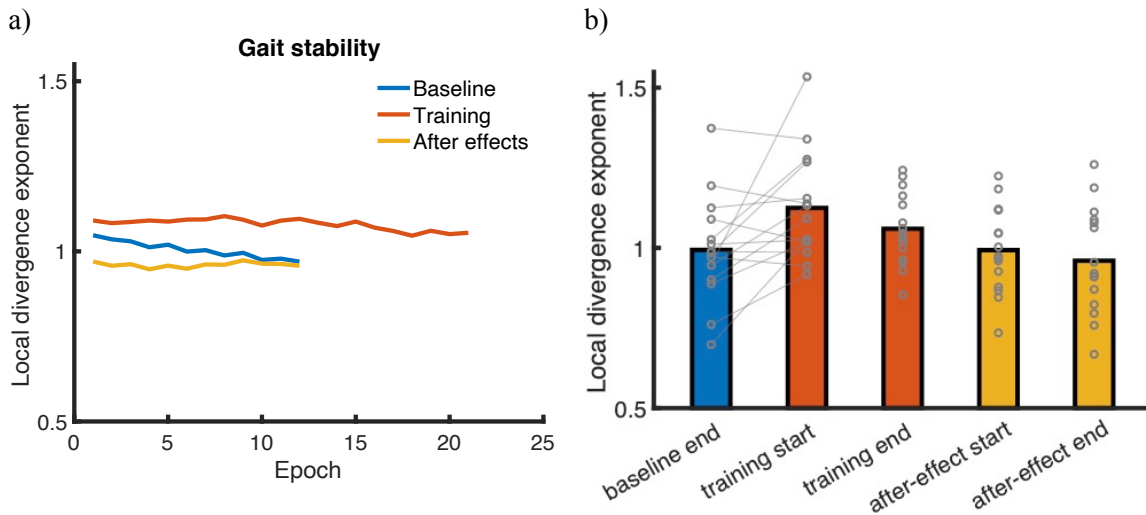 a)
Gait stability
1.5
1
0.5
Local divergence exponent
Baseline
Training
After effects
0 5 10 15 20 25
Epoch
b)
1.5
1
0.5
Local divergence exponent
baseline end
training start
training end
after-effect start
after-effect end